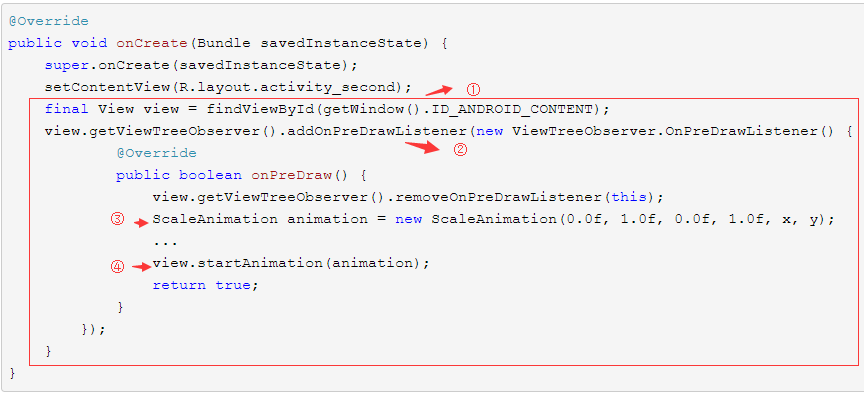 @Override
public void onCreate(Bundle savedInstanceState) {
    super.onCreate(savedInstanceState);
    setContentView(R.layout.activity_second); ①
    final View view = findViewById(getWindow().ID_ANDROID_CONTENT);
    view.getViewTreeObserver().addOnPreDrawListener(new ViewTreeObserver.OnPreDrawListener() {
②
            @Override
            public boolean onPreDraw() {
                view.getViewTreeObserver().removeOnPreDrawListener(this);
③ ScaleAnimation animation = new ScaleAnimation(0.0f, 1.0f, 0.0f, 1.0f, x, y);
                ...
④ view.startAnimation(animation);
                return true;
            }
        });
    }
}